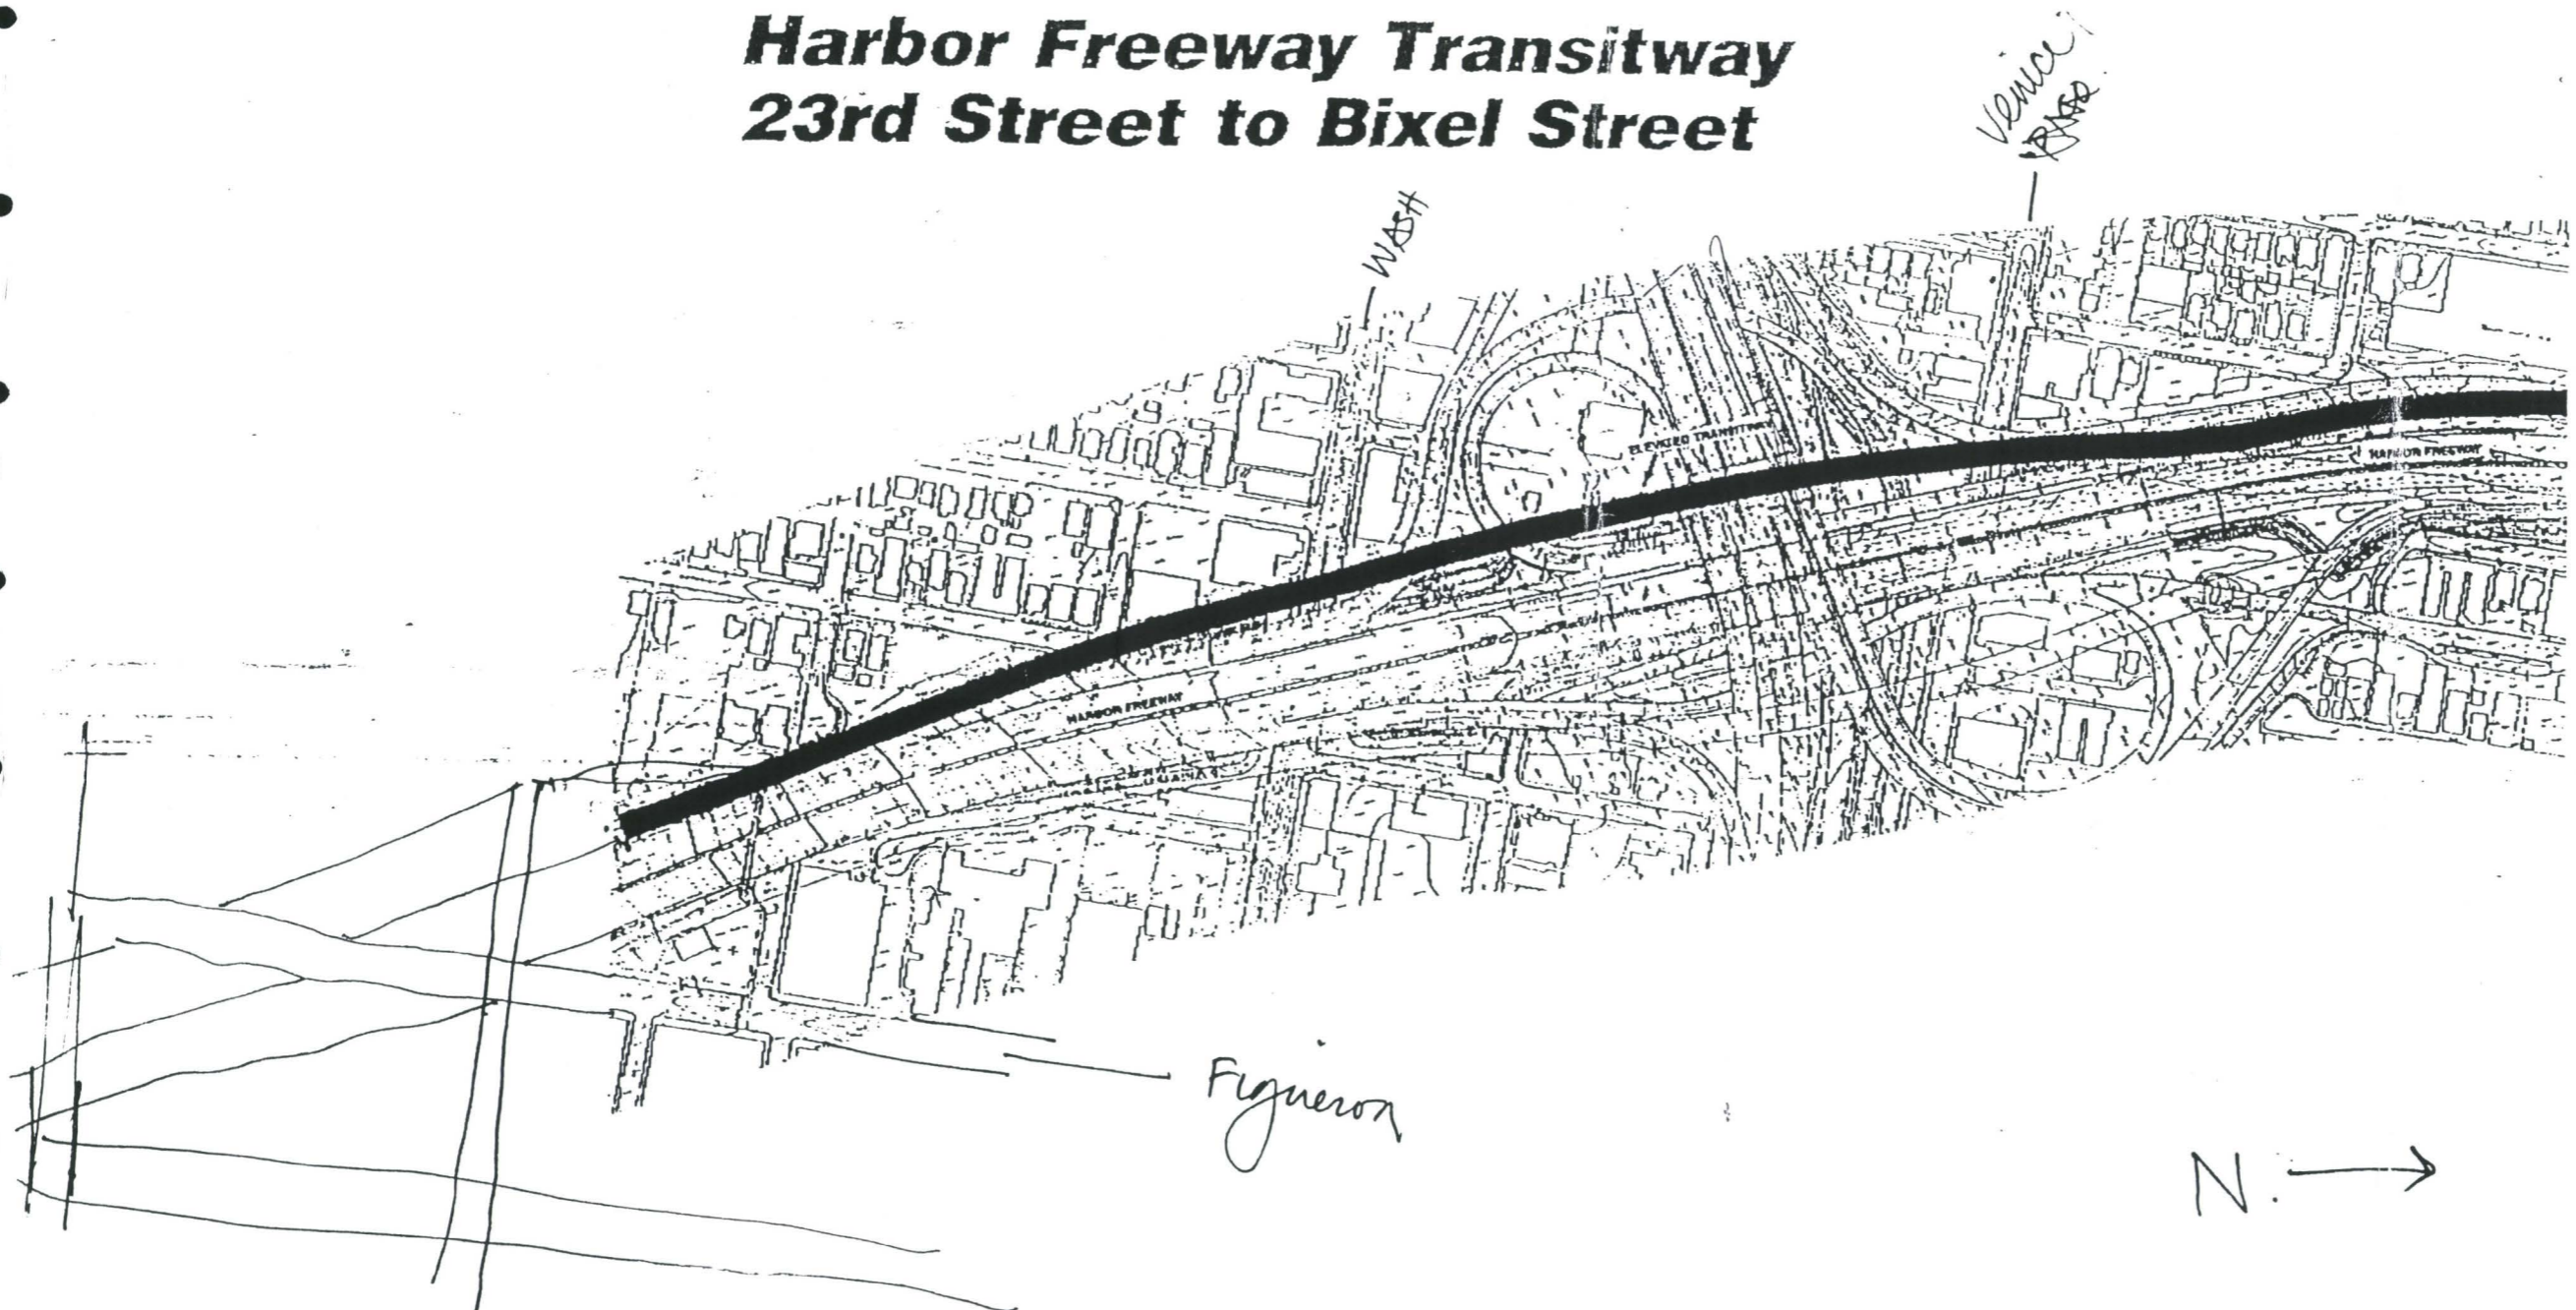 Harbor Freeway Transitway
23rd Street to Bixel Street
Venice
WASH
ELEVATED TRANSITWAY
HARBOR FREEWAY
HARBOR FREEWAY
Figueroa
N.